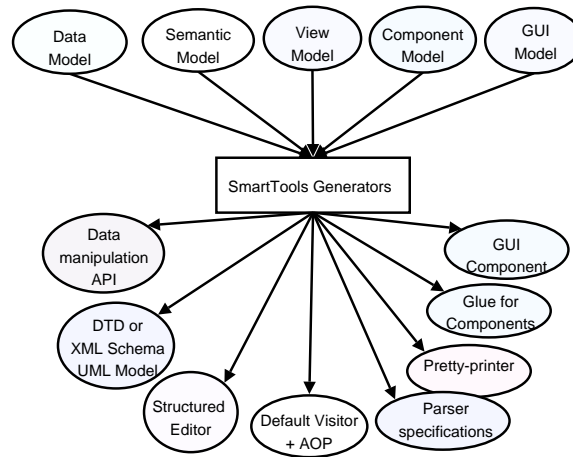 Data
Model
Semantic
Model
View
Model
Component
Model
GUI
Model
SmartTools Generators
Data
manipulation
API
GUI
Component
DTD or
XML Schema
UML Model
Glue for
Components
Structured
Editor
Default Visitor
+ AOP
Pretty-printer
Parser
specifications